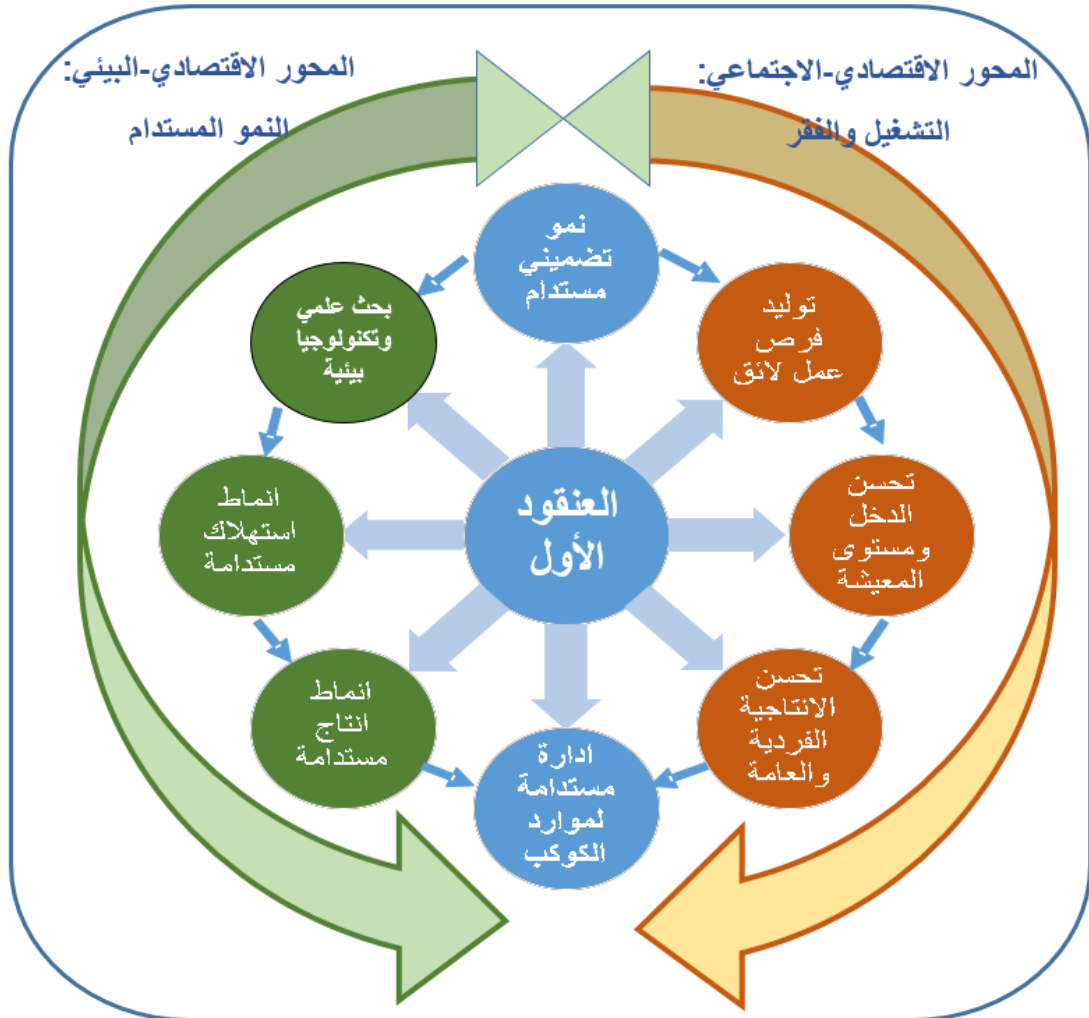 المحور الاقتصادي-الاجتماعي:
التشغيل والفقر
المحور الاقتصادي-البيئي:
النمو المستدام
نمو
تضميني
مستدام
توليد
فرص
عمل لائق
تحسن
الدخل
ومستوى
المعيشة
تحسن
الانتاجية
الفردية
والعامة
ادارة
مستدامة
لموارد
الكوكب
بحث علمي
وتكنولوجيا
بيئية
انماط
استهلاك
مستدامة
انماط
انتاج
مستدامة
العنقود
الأول